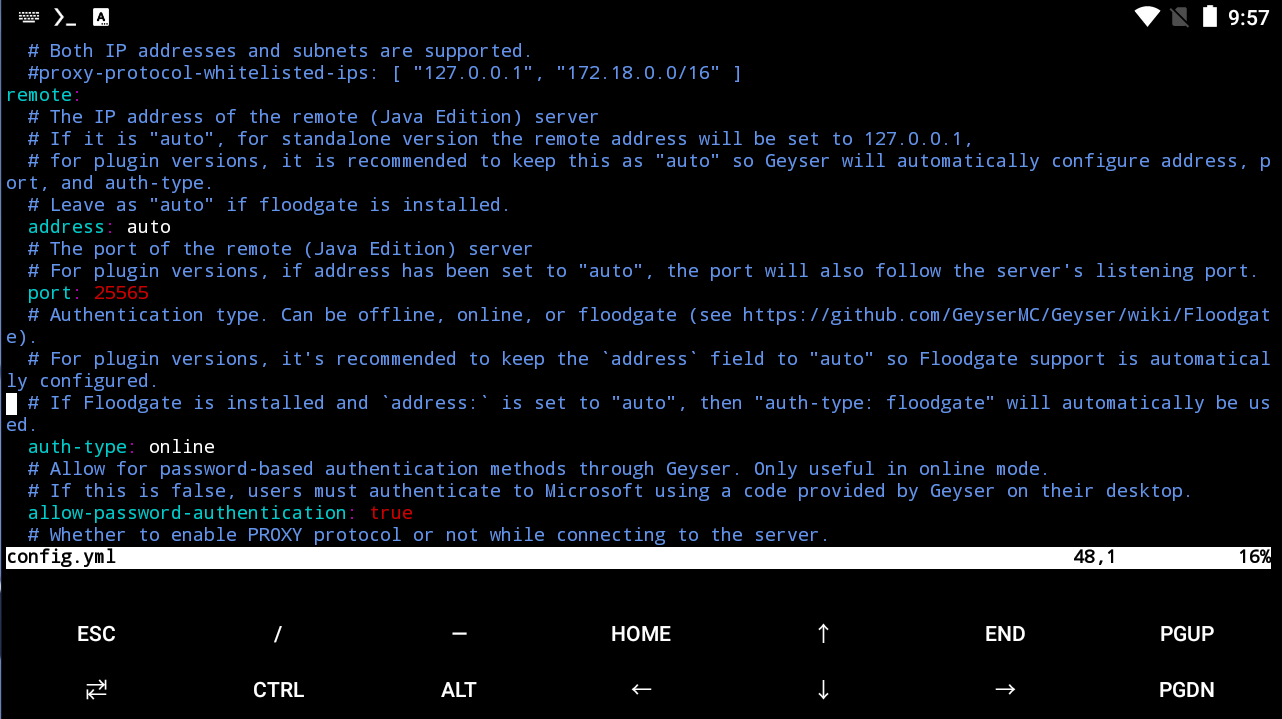 A
9:57
# Both IP addresses and subnets are supported.
#proxy-protocol-whitelisted-ips: [ "127.0.0.1", "172.18.0.0/16" ]
remote:
# The IP address of the remote (Java Edition) server
# If it is "auto", for standalone version the remote address will be set to 127.0.0.1,
# for plugin versions, it is recommended to keep this as "auto" so Geyser will automatically configure address, p
ort, and auth-type.
# Leave as "auto" if floodgate is installed.
address: auto
# The port of the remote (Java Edition) server
# For plugin versions, if address has been set to "auto", the port will also follow the server's listening port.
port: 25565
# Authentication type. Can be offline, online, or floodgate (see https://github.com/GeyserMC/Geyser/wiki/Floodgat
e).
# For plugin versions, it's recommended to keep the `address` field to "auto" so Floodgate support is automatical
ly configured.
# If Floodgate is installed and `address:` is set to "auto", then "auth-type: floodgate" will automatically be us
ed.
auth-type: online
# Allow for password-based authentication methods through Geyser. Only useful in online mode.
# If this is false, users must authenticate to Microsoft using a code provided by Geyser on their desktop.
allow-password-authentication: true
# Whether to enable PROXY protocol or not while connecting to the server.
config.yml 48,1 16%
ESC / — HOME ↑ END PGUP
⇄ CTRL ALT ← ↓ → PGDN